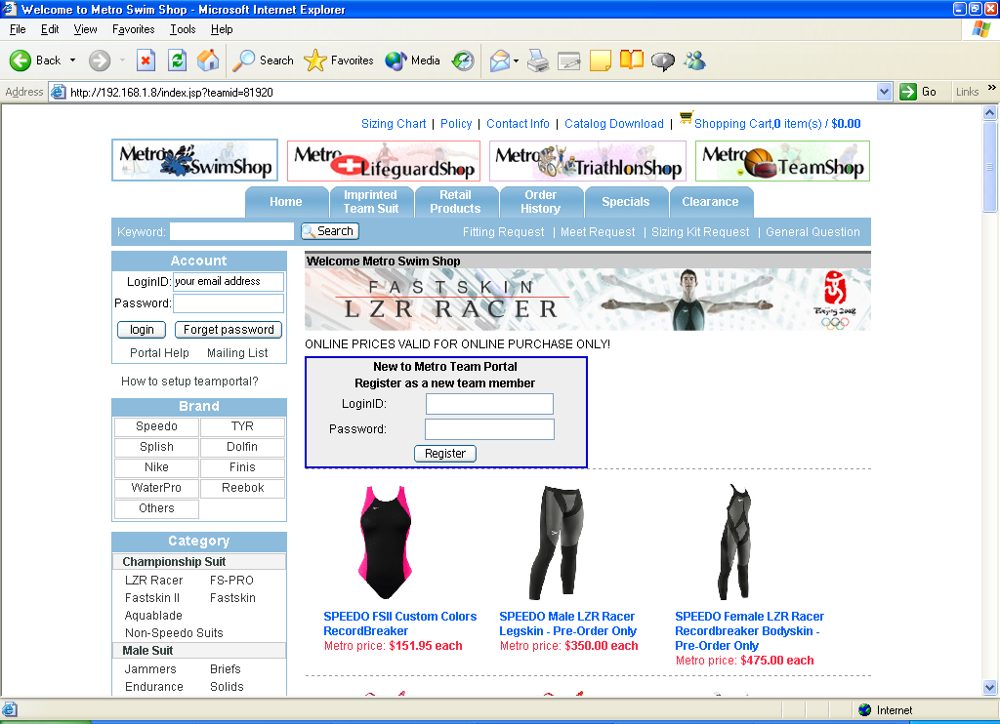 Welcome to Metro Swim Shop - Microsoft Internet Explorer
File Edit View Favorites Tools Help
Back Search Favorites Media
Address http://192.168.1.8/index.jsp?teamid=81920 Go Links »
Sizing Chart | Policy | Contact Info | Catalog Download | Shopping Cart,0 item(s) / $0.00
Metro SwimShop
Metro LifeguardShop
Metro TriathlonShop
Metro TeamShop
Home
Imprinted Team Suit
Retail Products
Order History
Specials
Clearance
Keyword: Search
Fitting Request | Meet Request | Sizing Kit Request | General Question
Account
LoginID: your email address
Password:
login Forget password
Portal Help Mailing List
How to setup teamportal?
Brand
Speedo TYR
Splish Dolfin
Nike Finis
WaterPro Reebok
Others
Category
Championship Suit
LZR Racer FS-PRO
Fastskin II Fastskin
Aquablade
Non-Speedo Suits
Male Suit
Jammers Briefs
Endurance Solids
Welcome Metro Swim Shop
FASTSKIN
LZR RACER
Beijing 2008
ONLINE PRICES VALID FOR ONLINE PURCHASE ONLY!
New to Metro Team Portal
Register as a new team member
LoginID:
Password:
Register
SPEEDO FSII Custom Colors
RecordBreaker
Metro price: $151.95 each
SPEEDO Male LZR Racer
Legskin - Pre-Order Only
Metro price: $350.00 each
SPEEDO Female LZR Racer
Recordbreaker Bodyskin -
Pre-Order Only
Metro price: $475.00 each
Internet